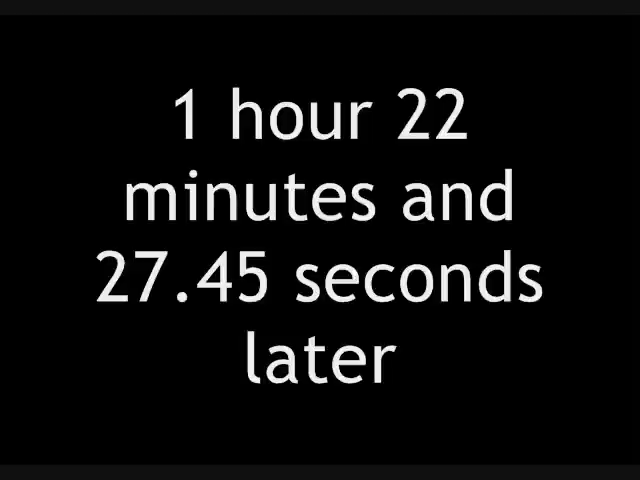 1 hour 22
minutes and
27.45 seconds
later